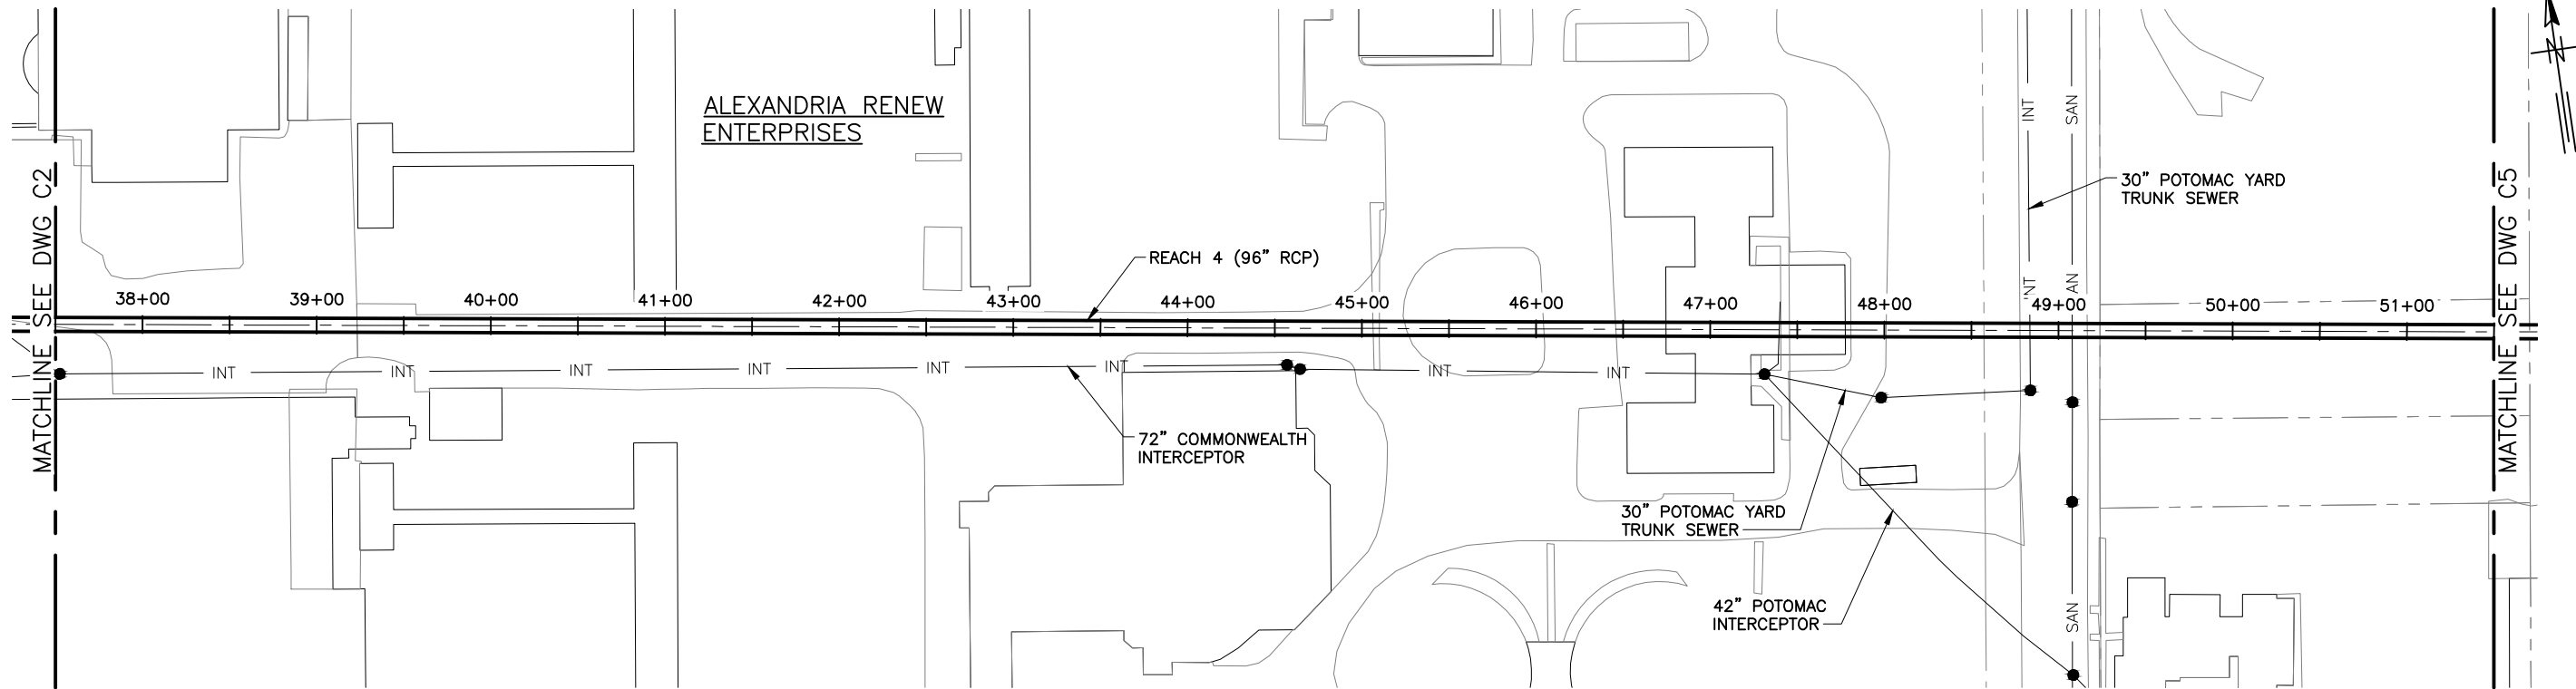 ALEXANDRIA RENEW
ENTERPRISES
MATCHLINE SEE DWG C2
MATCHLINE SEE DWG C5
N
INT
SAN
30" POTOMAC YARD
TRUNK SEWER
REACH 4 (96" RCP)
38+00 39+00 40+00 41+00 42+00 43+00 44+00 45+00 46+00 47+00 48+00 49+00 50+00 51+00
INT
AN
INT INT INT INT INT INT INT INT
72" COMMONWEALTH
INTERCEPTOR
30" POTOMAC YARD
TRUNK SEWER
42" POTOMAC
INTERCEPTOR
SAN